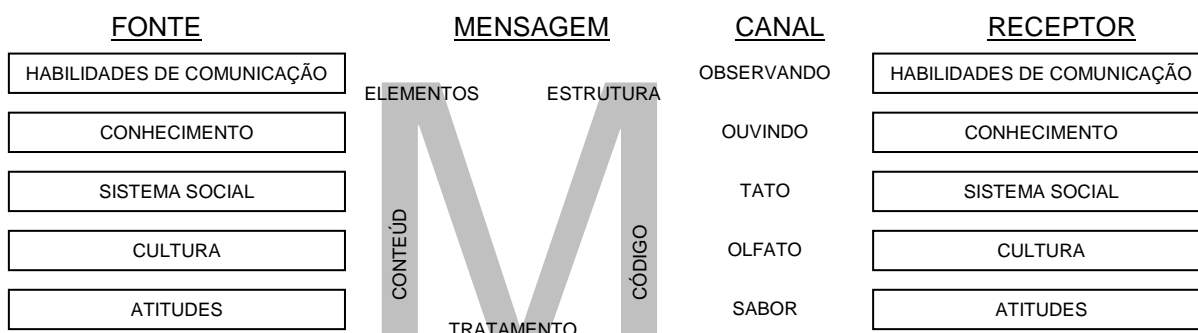 FONTE
MENSAGEM
CANAL
RECEPTOR
HABILIDADES DE COMUNICAÇÃO
ELEMENTOS
ESTRUTURA
OBSERVANDO
HABILIDADES DE COMUNICAÇÃO
CONHECIMENTO
OUVINDO
CONHECIMENTO
SISTEMA SOCIAL
TATO
SISTEMA SOCIAL
CONTEÚD
CÓDIGO
CULTURA
OLFATO
CULTURA
ATITUDES
SABOR
ATITUDES
TRATAMENTO